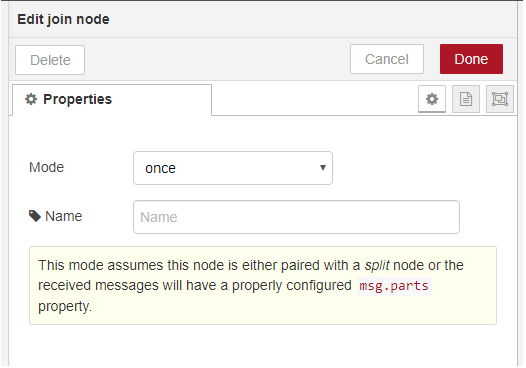 Edit join node
Delete
Cancel
Done
Properties
Mode
once
Name
Name
This mode assumes this node is either paired with a split node or the
received messages will have a properly configured msg.parts
property.